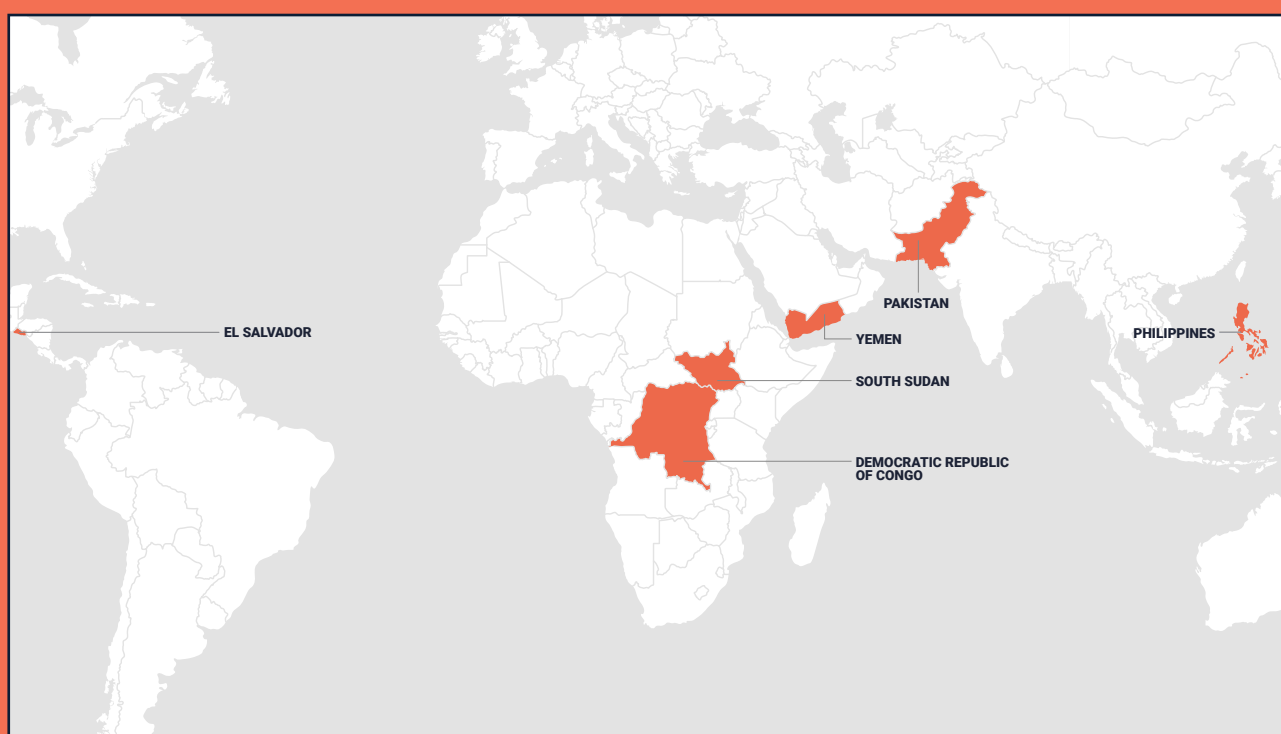 PAKISTAN
EL SALVADOR
PHILIPPINES
YEMEN
SOUTH SUDAN
DEMOCRATIC REPUBLIC
OF CONGO